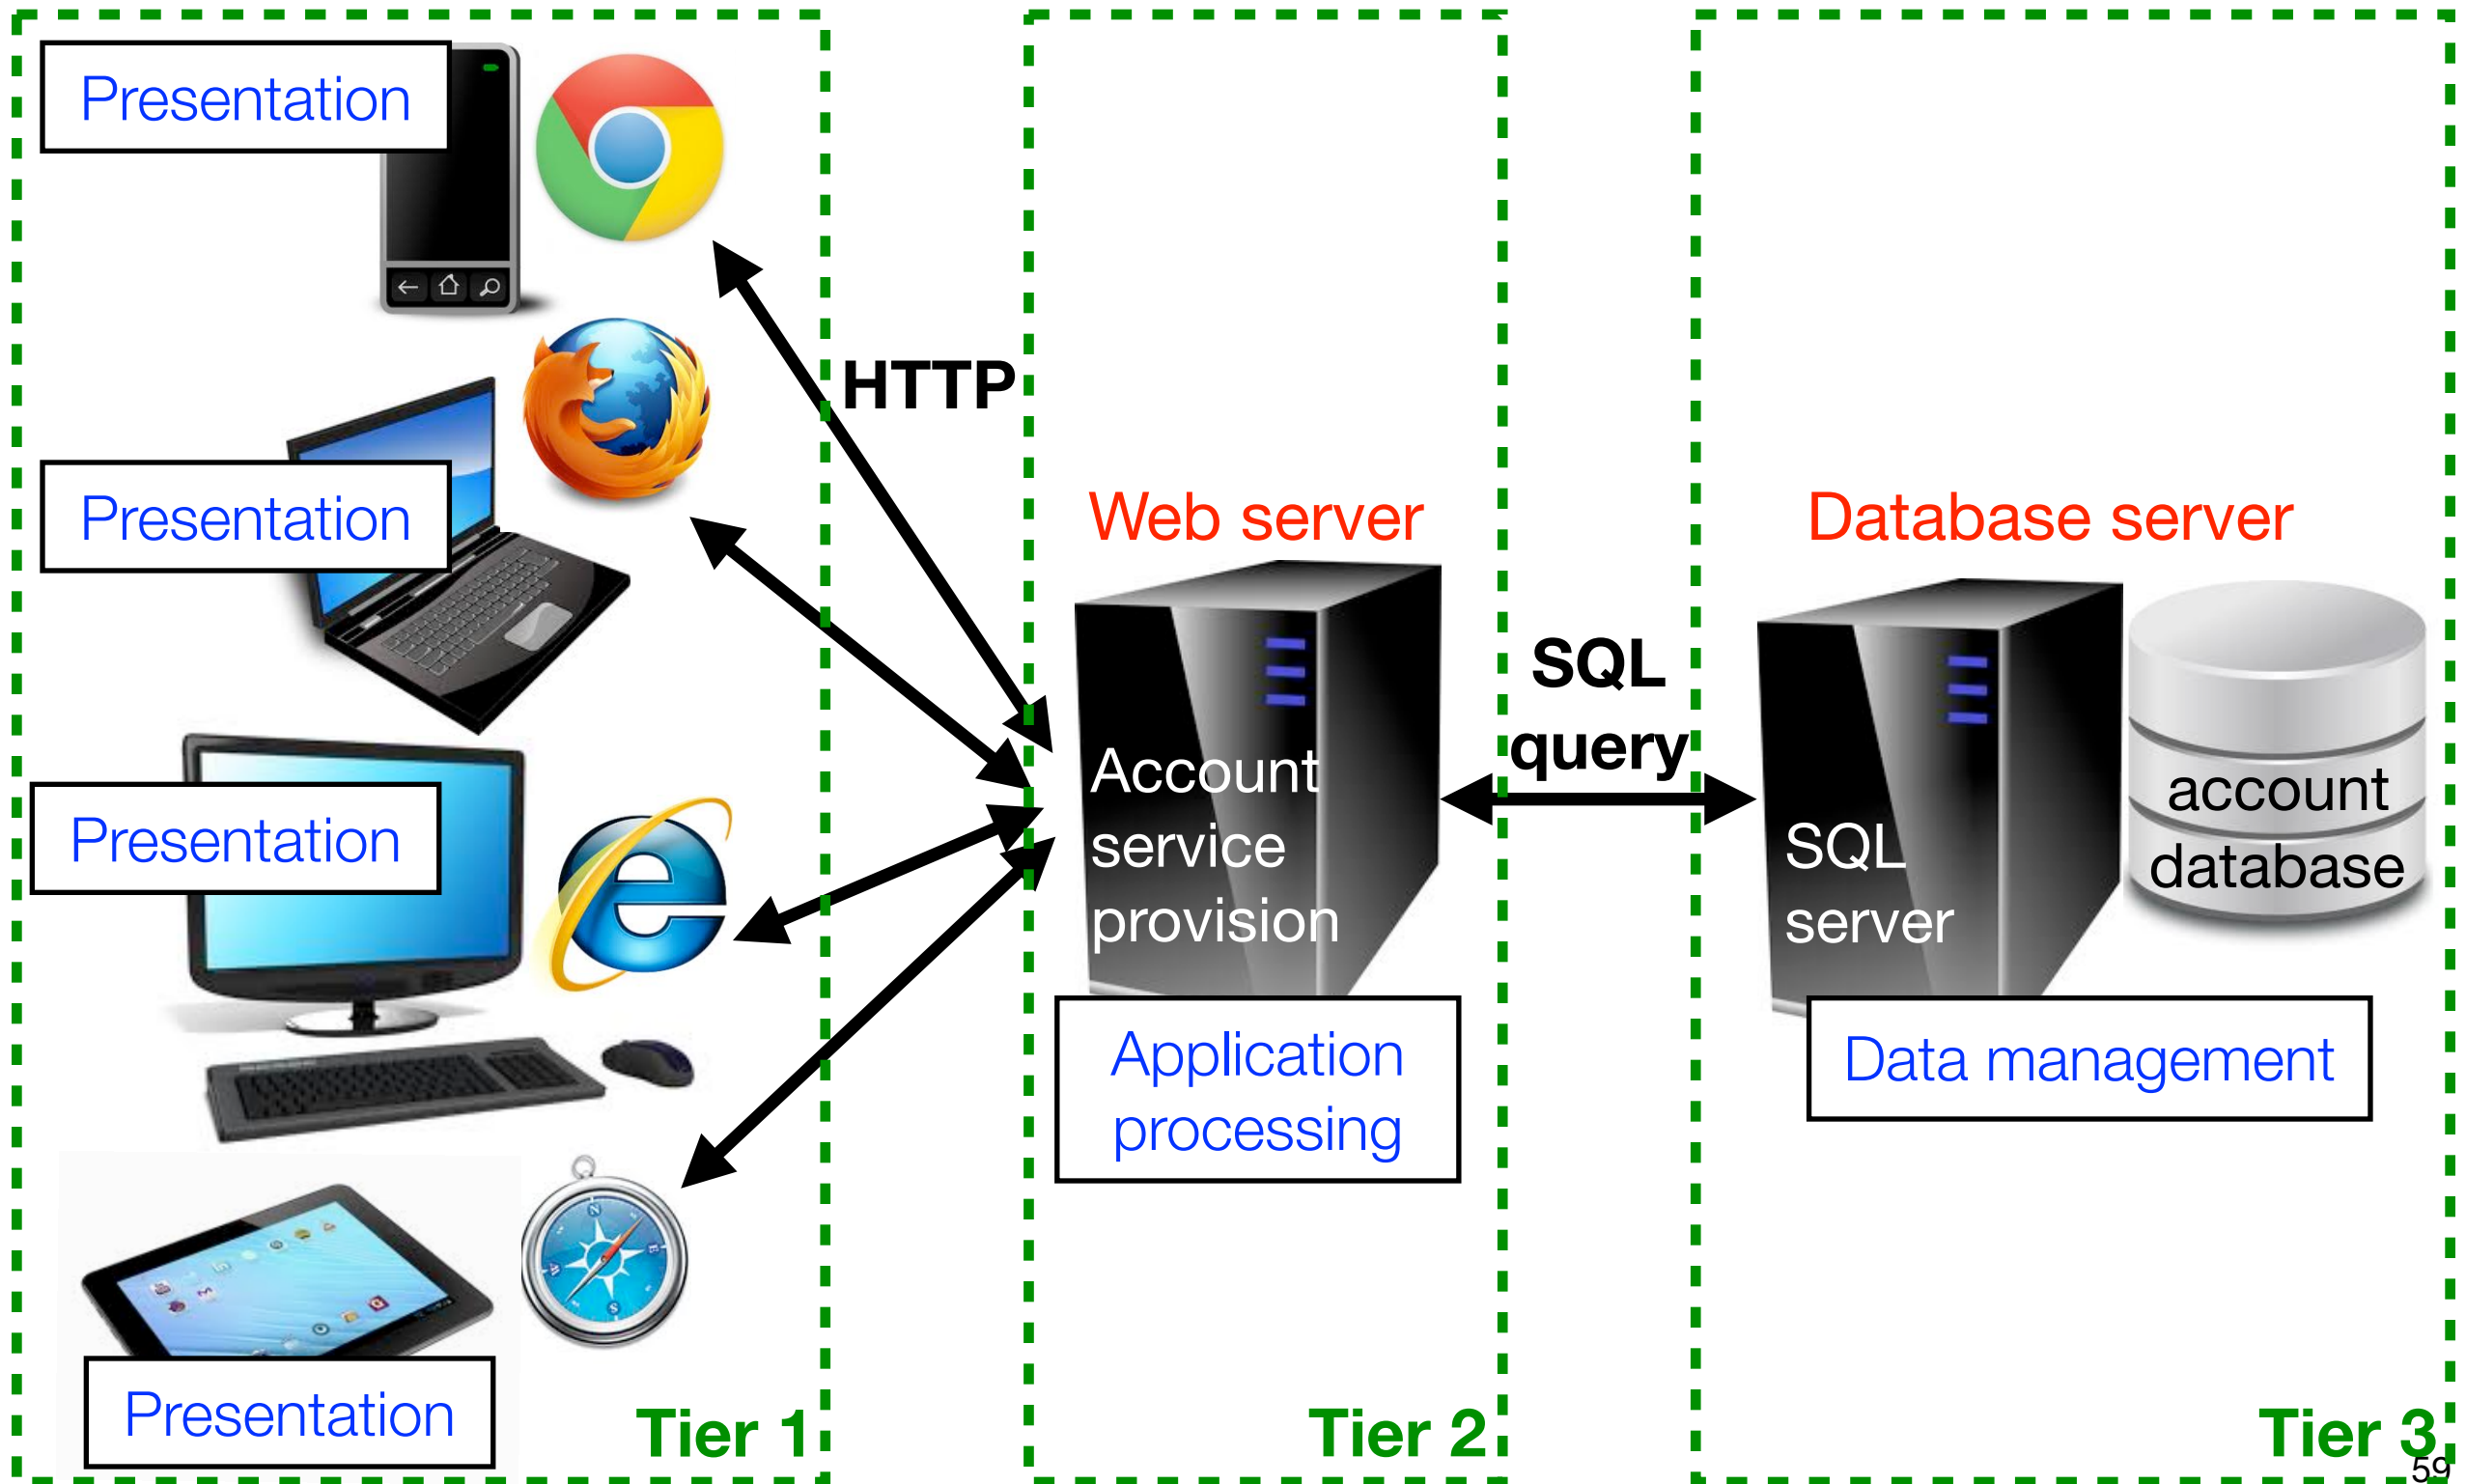 Presentation
HTTP
Presentation
Presentation
Presentation
Tier 1
Web server
Account
service
provision
Application
processing
Tier 2
SQL
query
Database server
SQL
server
account
database
Data management
Tier 3
59